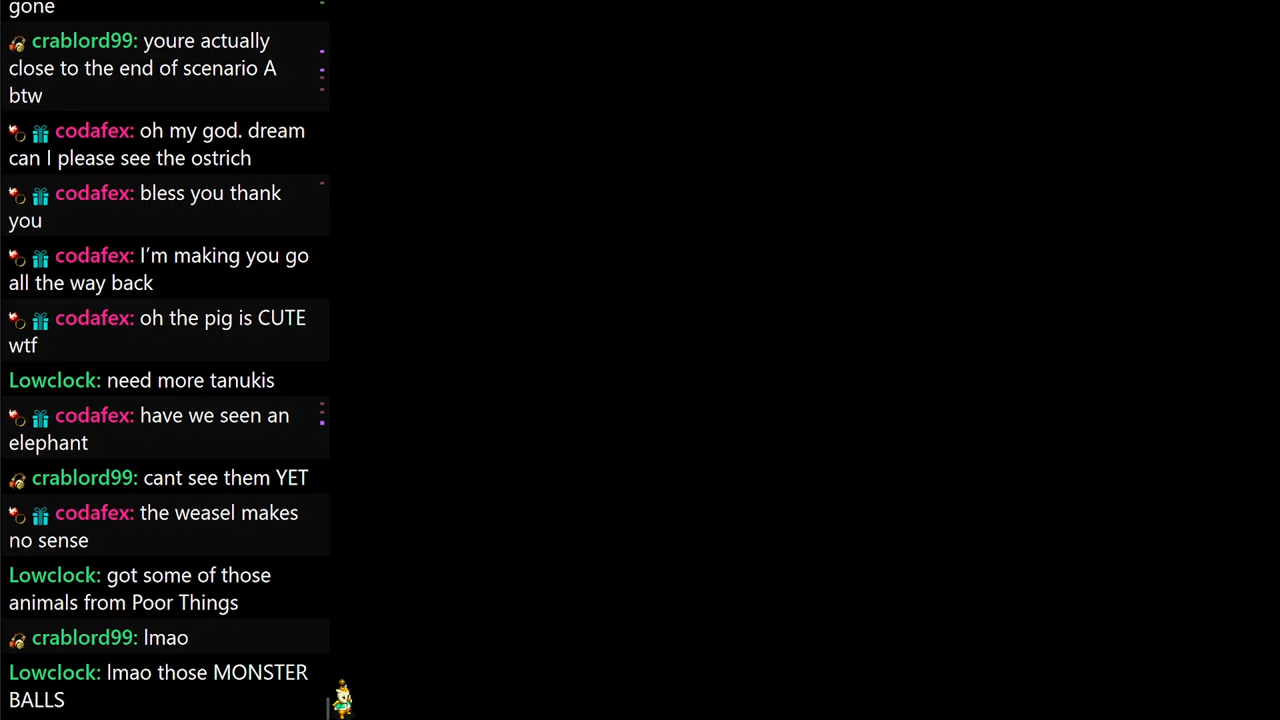 gone
crablord99: youre actually
close to the end of scenario A
btw
codafex: oh my god. dream
can I please see the ostrich
codafex: bless you thank
you
codafex: I’m making you go
all the way back
codafex: oh the pig is CUTE
wtf
Lowclock: need more tanukis
codafex: have we seen an
elephant
crablord99: cant see them YET
codafex: the weasel makes
no sense
Lowclock: got some of those
animals from Poor Things
crablord99: lmao
Lowclock: lmao those MONSTER
BALLS